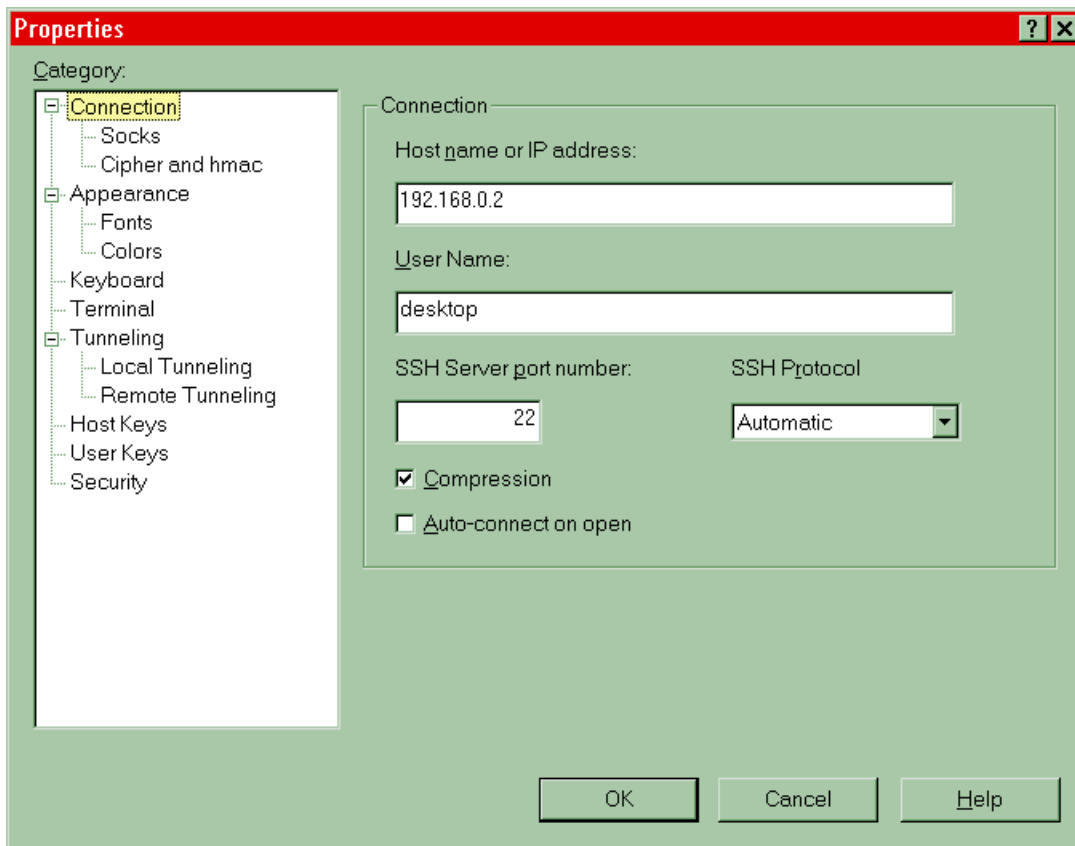 Properties
Category:
Connection
Socks
Cipher and hmac
Appearance
Fonts
Colors
Keyboard
Terminal
Tunneling
Local Tunneling
Remote Tunneling
Host Keys
User Keys
Security
Connection
Host name or IP address:
192.168.0.2
User Name:
desktop
SSH Server port number:
SSH Protocol
22
Automatic
Compression
Auto-connect on open
OK
Cancel
Help